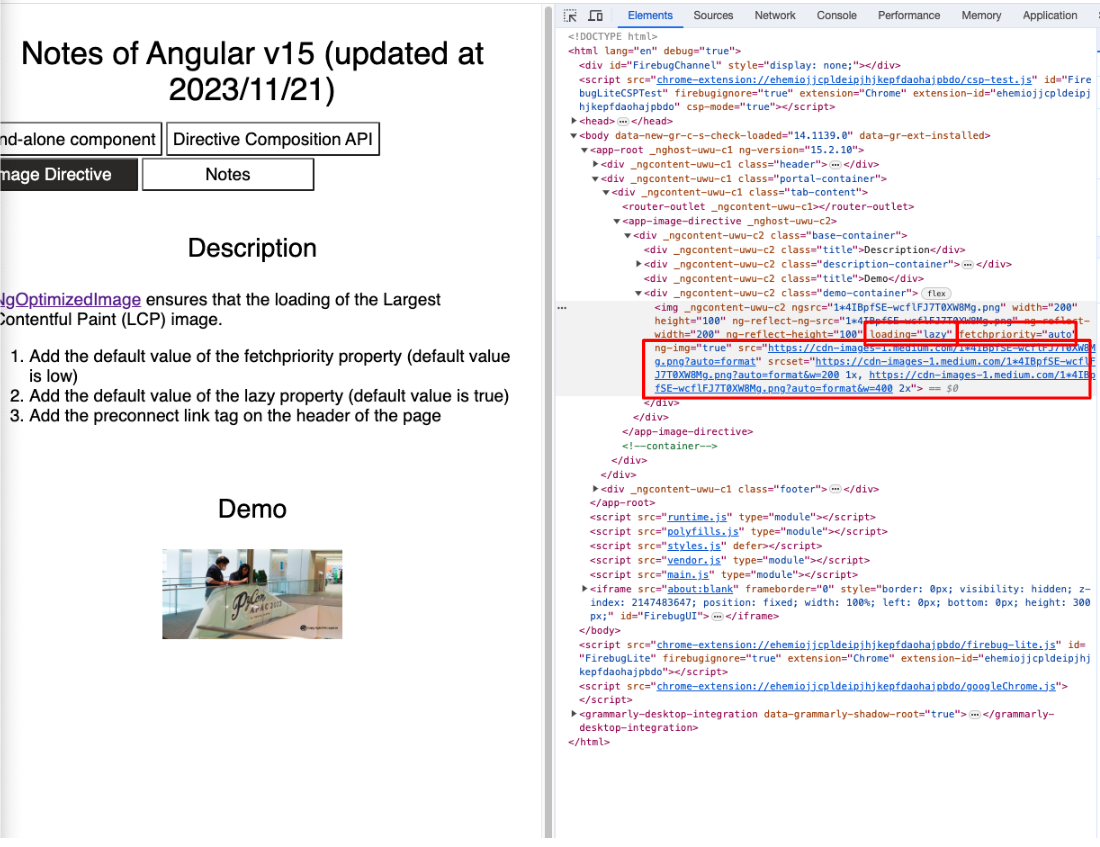 Notes of Angular v15 (updated at
2023/11/21)
nd-alone component
Directive Composition API
mage Directive
Notes
Description
NgOptimizedImage ensures that the loading of the Largest
Contentful Paint (LCP) image.
1. Add the default value of the fetchpriority property (default value
is low)
2. Add the default value of the lazy property (default value is true)
3. Add the preconnect link tag on the header of the page
Demo
PyCon
APAC 2023
Elements
Sources
Network
Console
Performance
Memory
Application
<!DOCTYPE html>
<html lang="en" debug="true">
<div id="FirebugChannel" style="display: none;"></div>
<script src="chrome-extension://ehemiojjcpldeipjhjkepfdaohajpbdo/csp-test.js" id="Fire
bugLiteCSPTest" firebugignore="true" extension="Chrome" extension-id="ehemiojjcpldeipj
hjkepfdaohajpbdo" csp-mode="true"></script>
<head>…</head>
<body data-new-gr-c-s-check-loaded="14.1139.0" data-gr-ext-installed>
<app-root _nghost-uwu-c1 ng-version="15.2.10">
<div _ngcontent-uwu-c1 class="header">…</div>
<div _ngcontent-uwu-c1 class="portal-container">
<div _ngcontent-uwu-c1 class="tab-content">
<router-outlet _ngcontent-uwu-c1></router-outlet>
<app-image-directive _nghost-uwu-c2>
<div _ngcontent-uwu-c2 class="base-container">
<div _ngcontent-uwu-c2 class="title">Description</div>
<div _ngcontent-uwu-c2 class="description-container">…</div>
<div _ngcontent-uwu-c2 class="title">Demo</div>
<div _ngcontent-uwu-c2 class="demo-container"> flex
<img _ngcontent-uwu-c2 ngsrc="1*4IBpfSE-wcflFJ7T0XW8Mg.png" width="200"
height="100" ng-reflect-ng-src="1*4IBpfSE-wcflFJ7T0XW8Mg.png" ng-reflect-
width="200" ng-reflect-height="100" loading="lazy" fetchpriority="auto"
ng-img="true" src="https://cdn-images-1.medium.com/1*4IBpfSE-wcflFJ7T0XW8M
g.png?auto=format" srcset="https://cdn-images-1.medium.com/1*4IBpfSE-wcflF
J7T0XW8Mg.png?auto=format&w=200 1x, https://cdn-images-1.medium.com/1*4IBp
fSE-wcflFJ7T0XW8Mg.png?auto=format&w=400 2x"> == $0
</div>
</div>
</app-image-directive>
<!--container-->
</div>
</div>
<div _ngcontent-uwu-c1 class="footer">…</div>
</app-root>
<script src="runtime.js" type="module"></script>
<script src="polyfills.js" type="module"></script>
<script src="styles.js" defer></script>
<script src="vendor.js" type="module"></script>
<script src="main.js" type="module"></script>
<iframe src="about:blank" frameborder="0" style="border: 0px; visibility: hidden; z-
index: 2147483647; position: fixed; width: 100%; left: 0px; bottom: 0px; height: 300
px;" id="FirebugUI">…</iframe>
</body>
<script src="chrome-extension://ehemiojjcpldeipjhjkepfdaohajpbdo/firebug-lite.js" id=
"FirebugLite" firebugignore="true" extension="Chrome" extension-id="ehemiojjcpldeipjhj
kepfdaohajpbdo"></script>
<script src="chrome-extension://ehemiojjcpldeipjhjkepfdaohajpbdo/googleChrome.js">
</script>
<grammarly-desktop-integration data-grammarly-shadow-root="true">…</grammarly-
desktop-integration>
</html>